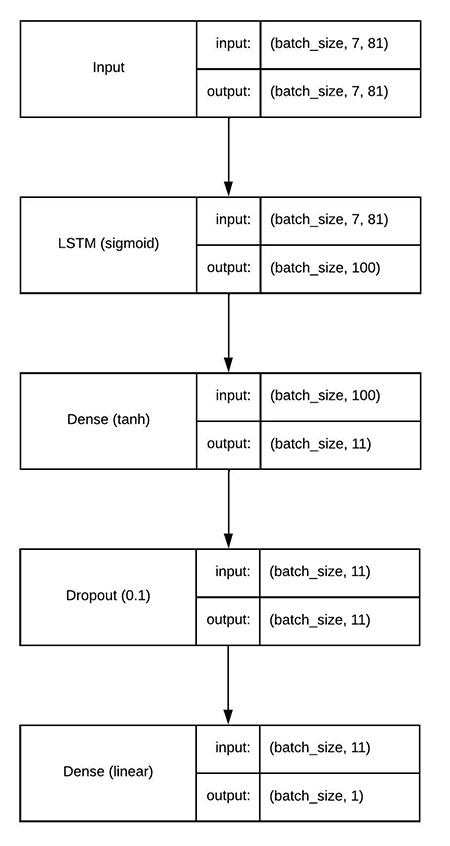 Input
input: (batch_size, 7, 81)
output: (batch_size, 7, 81)
LSTM (sigmoid)
input: (batch_size, 7, 81)
output: (batch_size, 100)
Dense (tanh)
input: (batch_size, 100)
output: (batch_size, 11)
Dropout (0.1)
input: (batch_size, 11)
output: (batch_size, 11)
Dense (linear)
input: (batch_size, 11)
output: (batch_size, 1)